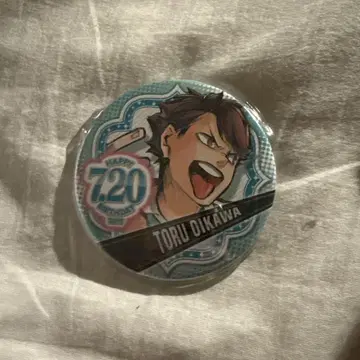 HAPPY
7.20
BIRTHDAY
TORU OIKAWA